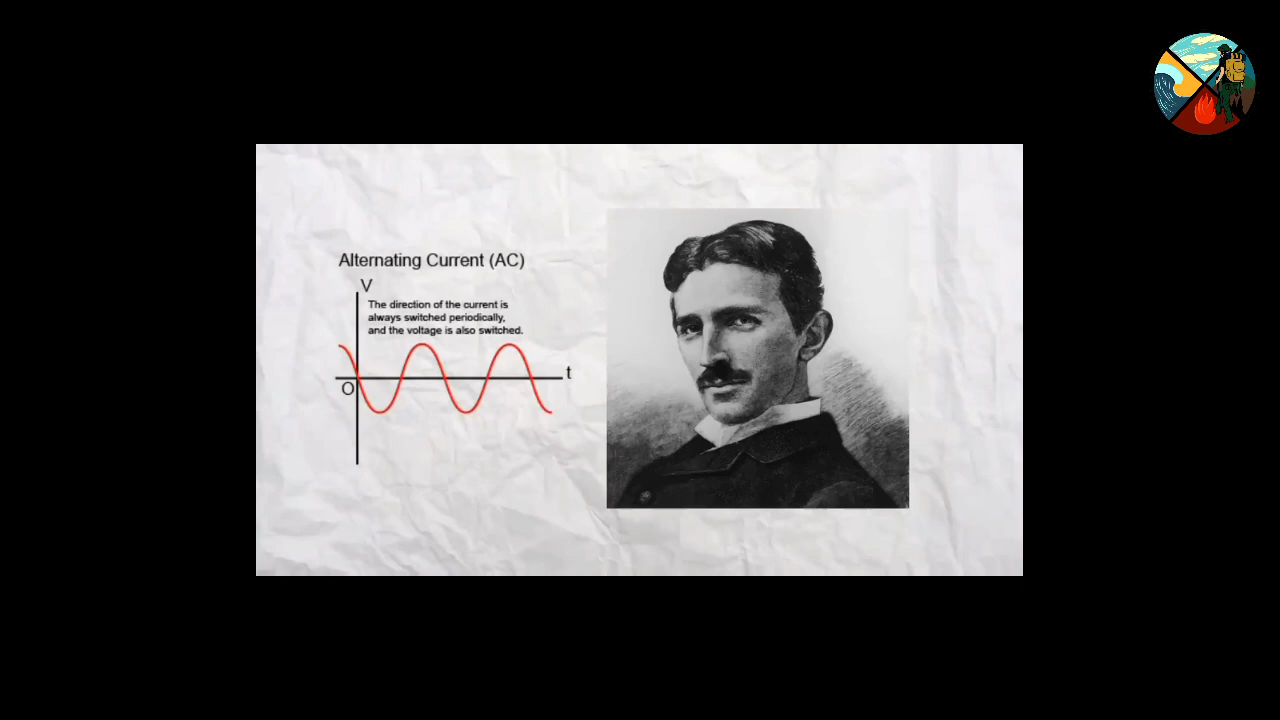 Alternating Current (AC)
V
The direction of the current is
always switched periodically,
and the voltage is also switched.
t
O